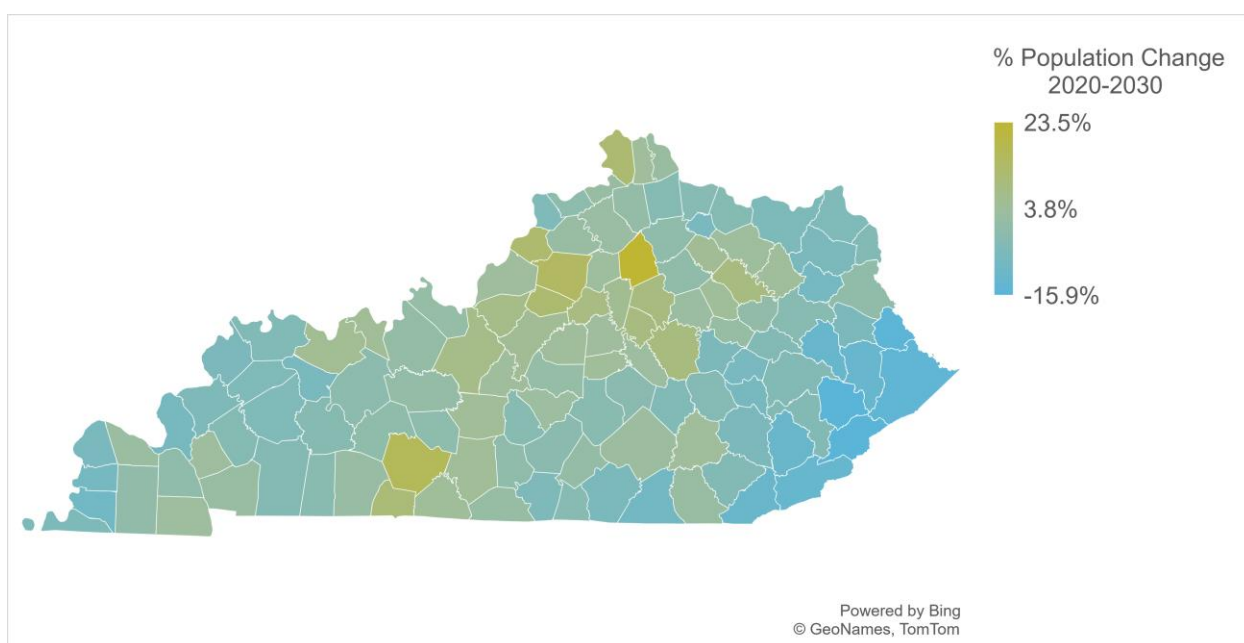 % Population Change
2020-2030
23.5%
3.8%
-15.9%
Powered by Bing
© GeoNames, TomTom